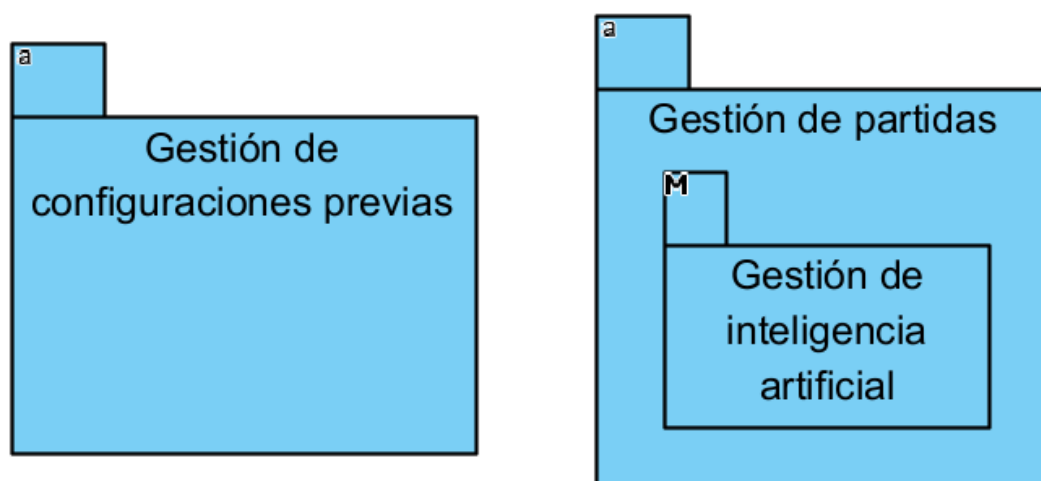 a
Gestión de
configuraciones previas
a
Gestión de partidas
M
Gestión de
inteligencia
artificial